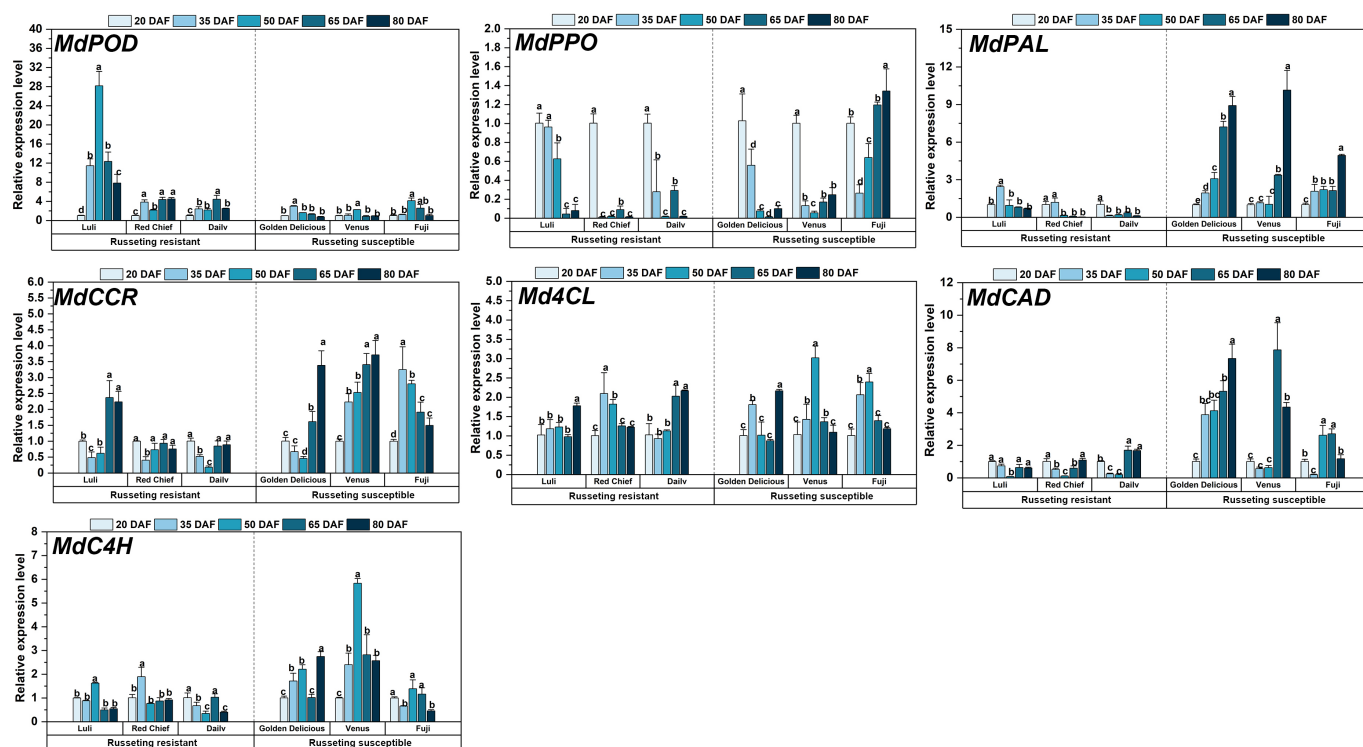 20 DAF 35 DAF 50 DAF 65 DAF 80 DAF
MdPOD
Relative expression level
40
36
32
28
24
20
16
12
8
4
0
d b a b c
c a b a a
c b b a b
b a b b b
b b a b b
b b a ab b
Luli Red Chief Dailv Golden Delicious Venus Fuji
Russeting resistant Russeting susceptible
20 DAF 35 DAF 50 DAF 65 DAF 80 DAF
MdPPO
Relative expression level
2.0
1.8
1.6
1.4
1.2
1.0
0.8
0.6
0.4
0.2
0
a a b c c
a c c b c
a b c b c
a d c d c
a b c b b
b d c b a
Luli Red Chief Dailv Golden Delicious Venus Fuji
Russeting resistant Russeting susceptible
20 DAF 35 DAF 50 DAF 65 DAF 80 DAF
MdPAL
Relative expression level
15
12
9
6
3
0
b a b b b
a a b b b
a b b b b
e d c b a
c c c b a
c b b b a
Luli Red Chief Dailv Golden Delicious Venus Fuji
Russeting resistant Russeting susceptible
20 DAF 35 DAF 50 DAF 65 DAF 80 DAF
MdCCR
Relative expression level
6.0
5.5
5.0
4.5
4.0
3.5
3.0
2.5
2.0
1.5
1.0
0.5
0
b c c a a
a b a a a
a b c a a
c c d b a
c b b a a
d a b c c
Luli Red Chief Dailv Golden Delicious Venus Fuji
Russeting resistant Russeting susceptible
20 DAF 35 DAF 50 DAF 65 DAF 80 DAF
Md4CL
Relative expression level
5.0
4.5
4.0
3.5
3.0
2.5
2.0
1.5
1.0
0.5
0
b b b b a
c a b c c
b b b a a
c b c c a
c b a b b
c b a c c
Luli Red Chief Dailv Golden Delicious Venus Fuji
Russeting resistant Russeting susceptible
20 DAF 35 DAF 50 DAF 65 DAF 80 DAF
MdCAD
Relative expression level
12
10
8
6
4
2
0
a a b a a
a b c b a
b c c a a
c bc bc b a
c c c a b
b c a a b
Luli Red Chief Dailv Golden Delicious Venus Fuji
Russeting resistant Russeting susceptible
20 DAF 35 DAF 50 DAF 65 DAF 80 DAF
MdC4H
Relative expression level
8
7
6
5
4
3
2
1
0
b b a b b
b a b b b
a b c a c
c b b c a
c b a b b
a b a a b
Luli Red Chief Dailv Golden Delicious Venus Fuji
Russeting resistant Russeting susceptible